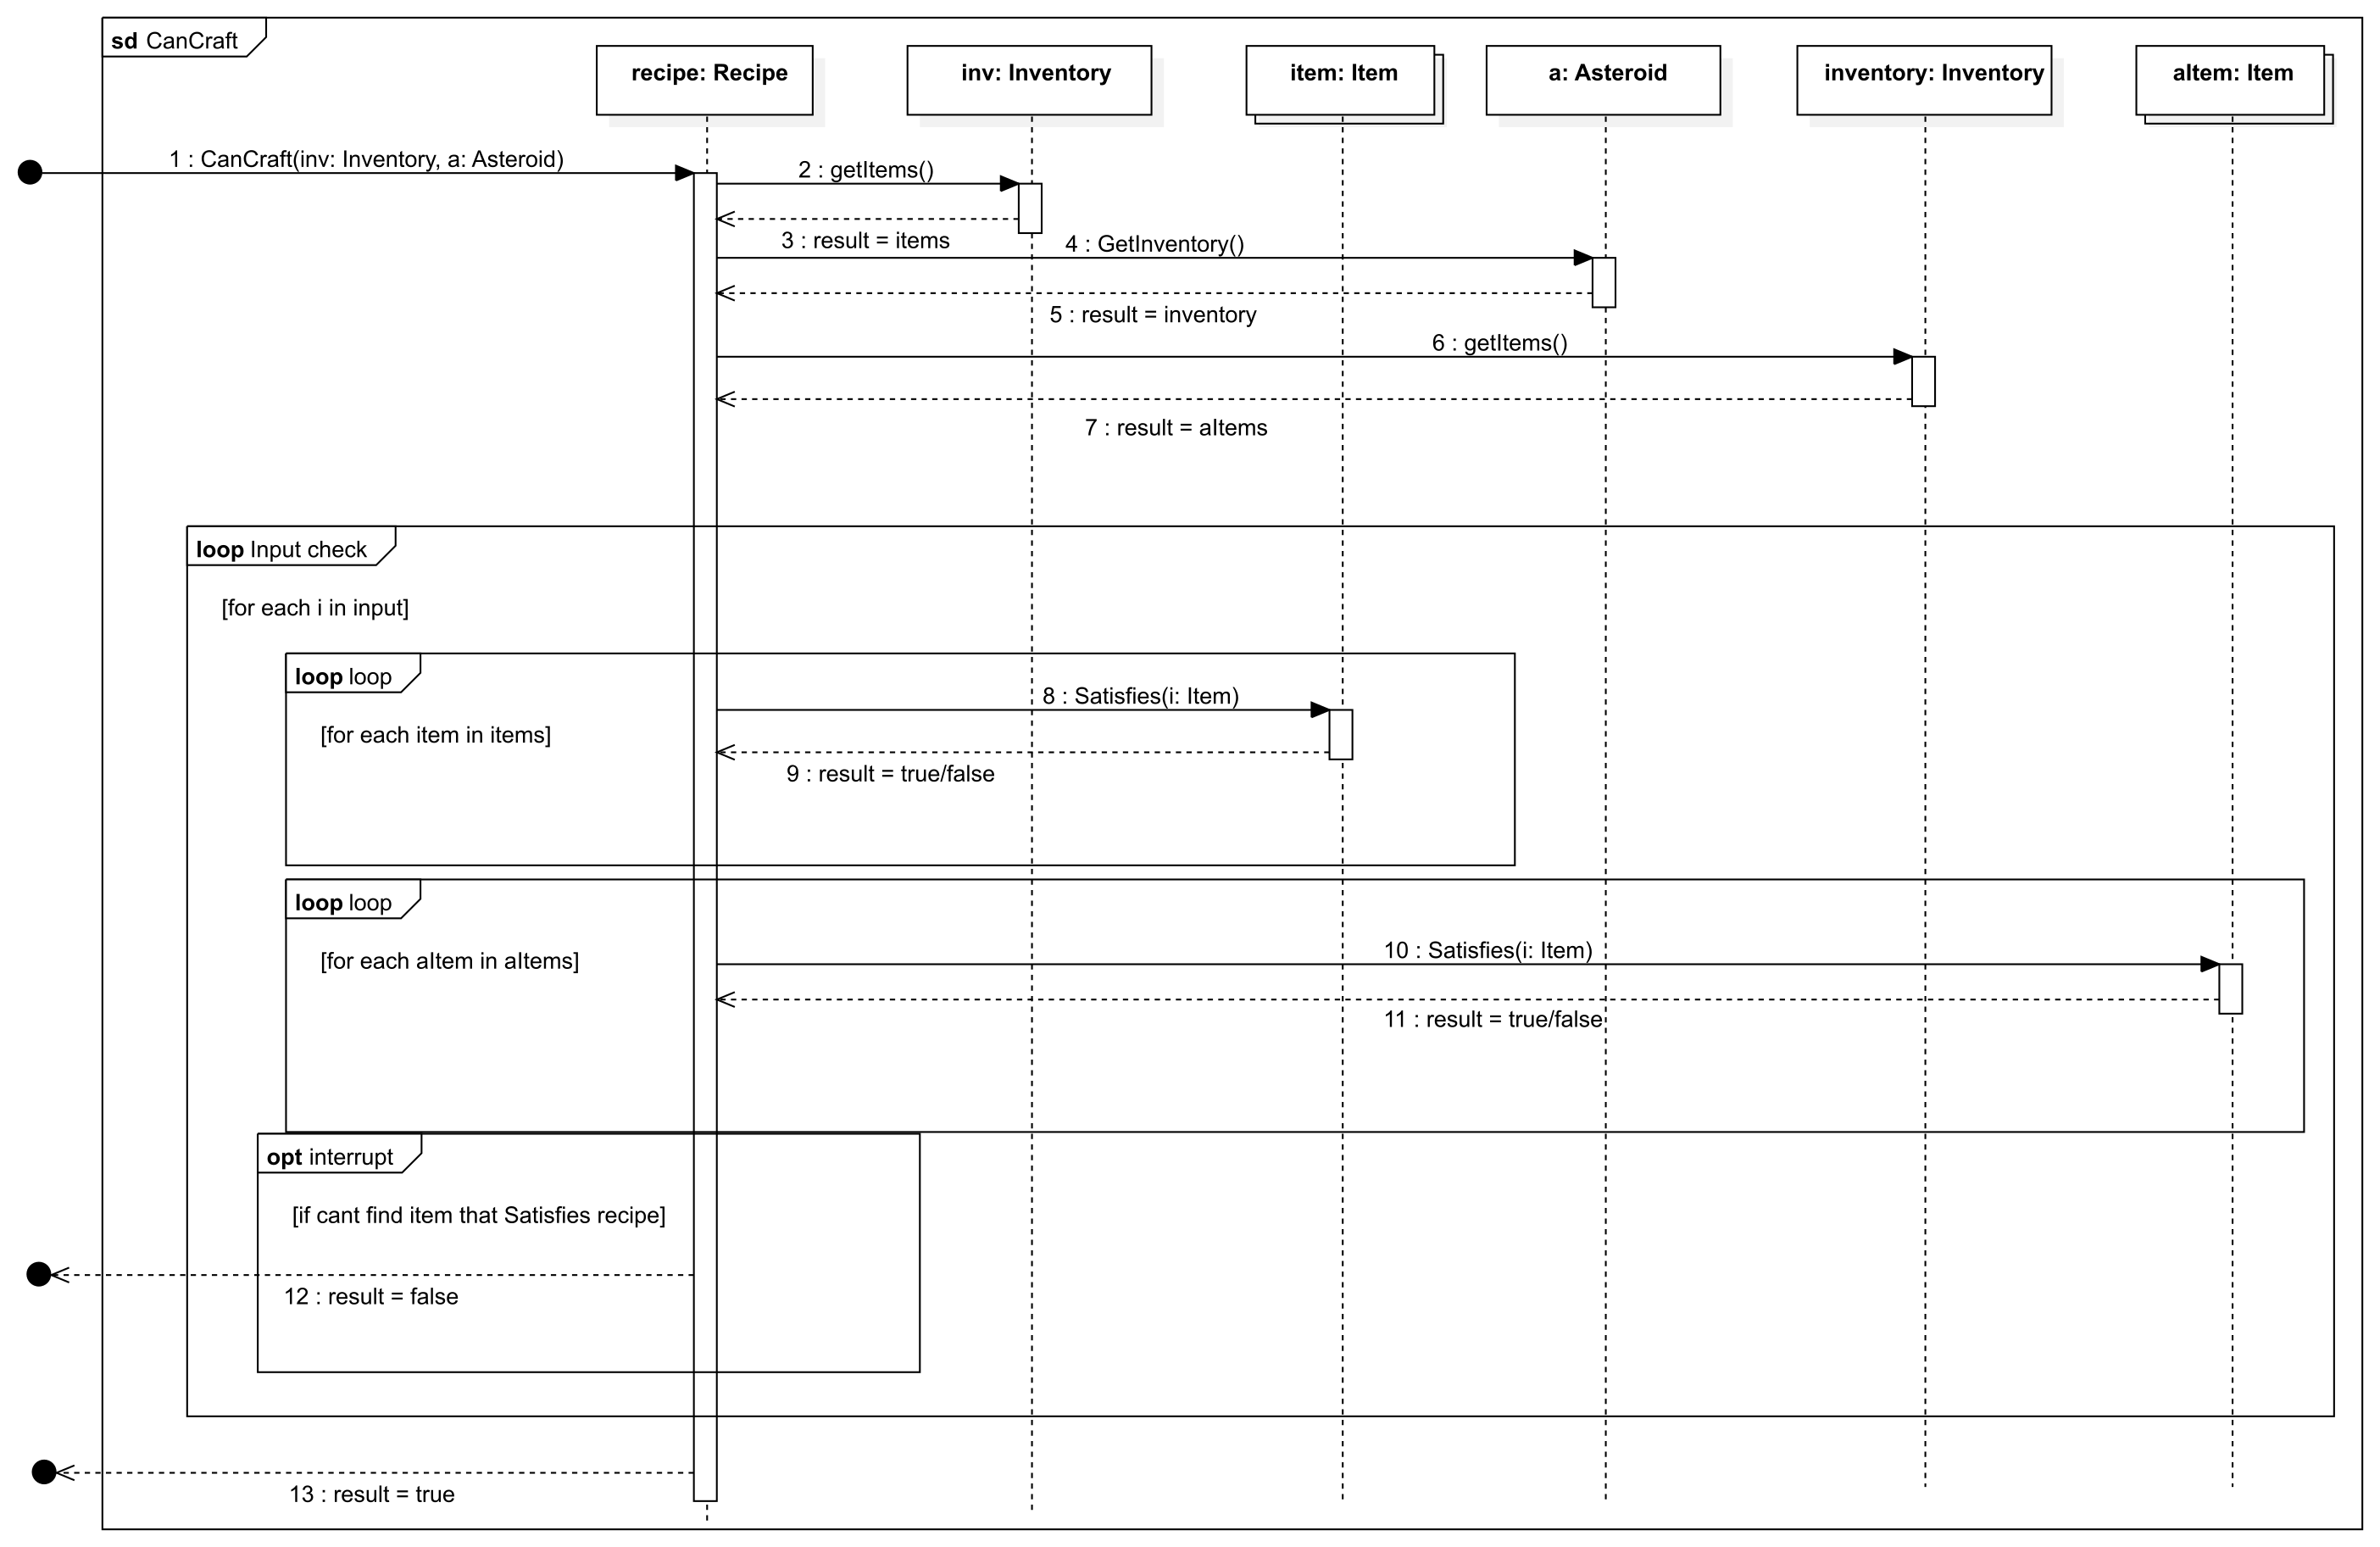 sd CanCraft
recipe: Recipe
inv: Inventory
item: Item
a: Asteroid
inventory: Inventory
aItem: Item
1 : CanCraft(inv: Inventory, a: Asteroid)
2 : getItems()
3 : result = items
4 : GetInventory()
5 : result = inventory
6 : getItems()
7 : result = aItems
loop Input check
[for each i in input]
loop loop
8 : Satisfies(i: Item)
[for each item in items]
9 : result = true/false
loop loop
10 : Satisfies(i: Item)
[for each aItem in aItems]
11 : result = true/false
opt interrupt
[if cant find item that Satisfies recipe]
12 : result = false
13 : result = true